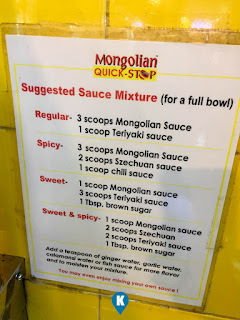 Mongolian
QUICK-STOP
Suggested Sauce Mixture (for a full bowl)
Regular- 3 scoops Mongolian Sauce
1 scoop Teriyaki sauce
Spicy- 3 scoops Mongolian Sauce
2 scoops Szechuan sauce
1 scoop chili sauce
Sweet- 1 scoop Mongolian sauce
3 scoops Teriyaki sauce
1 Tbsp. brown sugar
Sweet & spicy- 1 scoop Mongolian sauce
2 scoops Szechuan
2 scoops Teriyaki sauce
1 Tbsp. brown sugar
Add a teaspoon of ginger water, garlic water,
calamansi water or fish sauce for more flavor
and to moisten your mixture.
You may even enjoy mixing your own sauce!
K